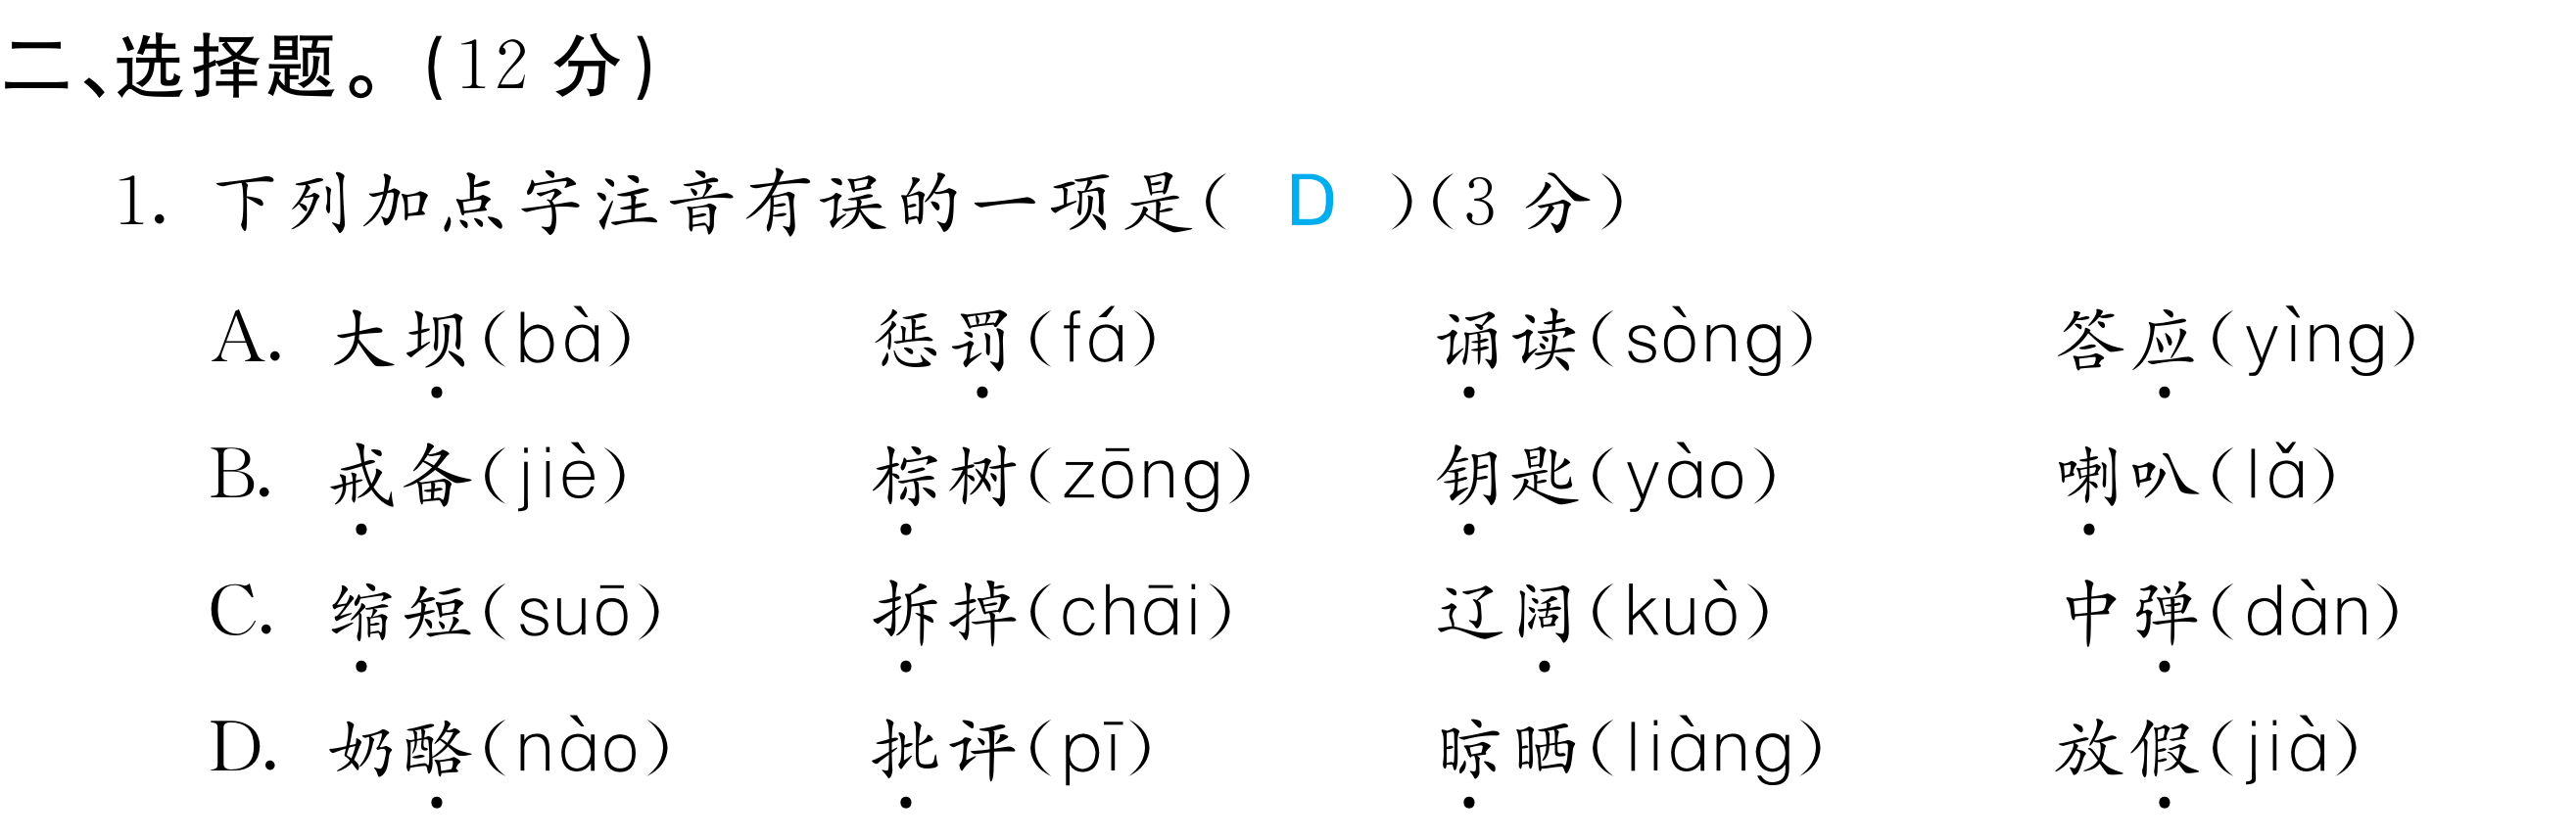 二、选择题。(12 分)
1. 下列加点字注音有误的一项是( D )(3 分)
A. 大坝(bà) 惩罚(fá) 诵读(sòng) 答应(yìng)
B. 戒备(jiè) 棕树(zōng) 钥匙(yào) 喇叭(lǎ)
C. 缩短(suō) 拆掉(chāi) 辽阔(kuò) 中弹(dàn)
D. 奶酪(nào) 批评(pī) 晾晒(liàng) 放假(jià)